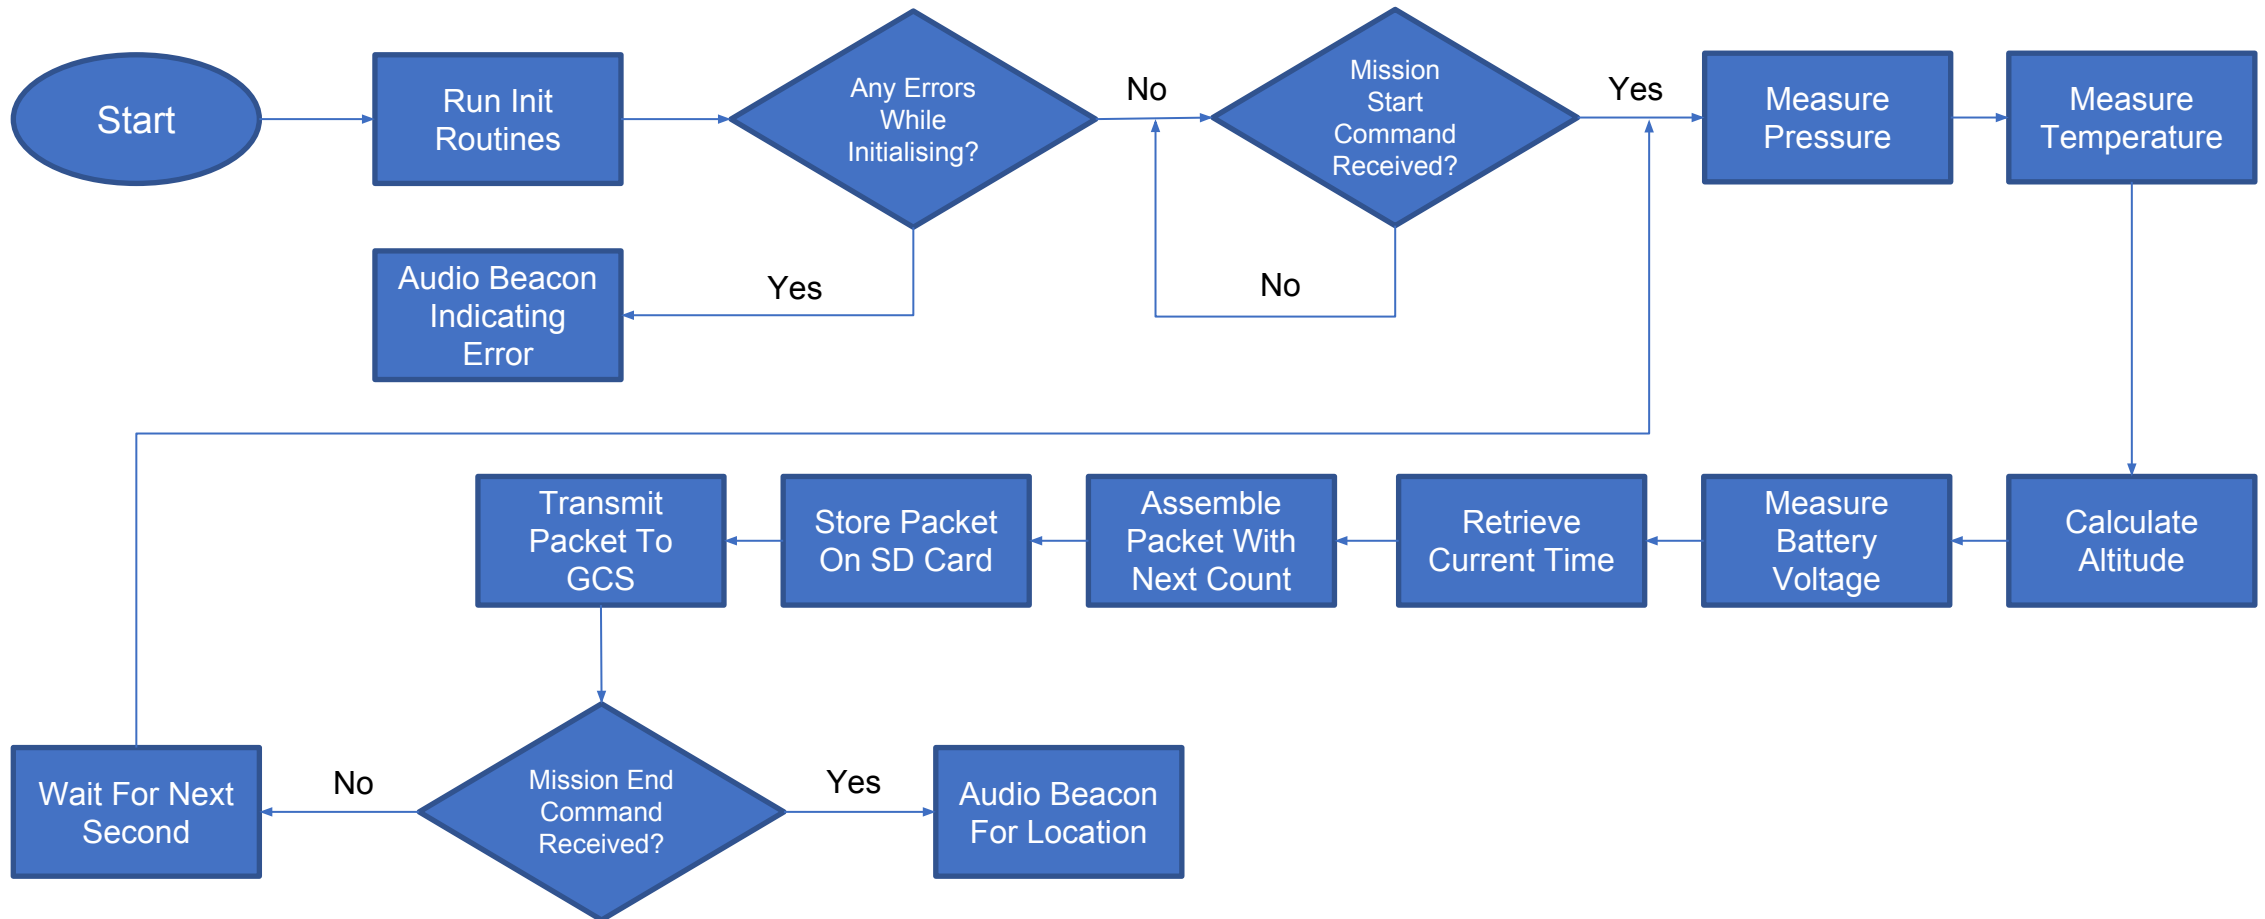 Start
Run Init
Routines
Any Errors
While
Initialising?
No
Mission
Start
Command
Received?
Yes
Measure
Pressure
Measure
Temperature
Audio Beacon
Indicating
Error
Yes
No
Transmit
Packet To
GCS
Store Packet
On SD Card
Assemble
Packet With
Next Count
Retrieve
Current Time
Measure
Battery
Voltage
Calculate
Altitude
Wait For Next
Second
No
Mission End
Command
Received?
Yes
Audio Beacon
For Location